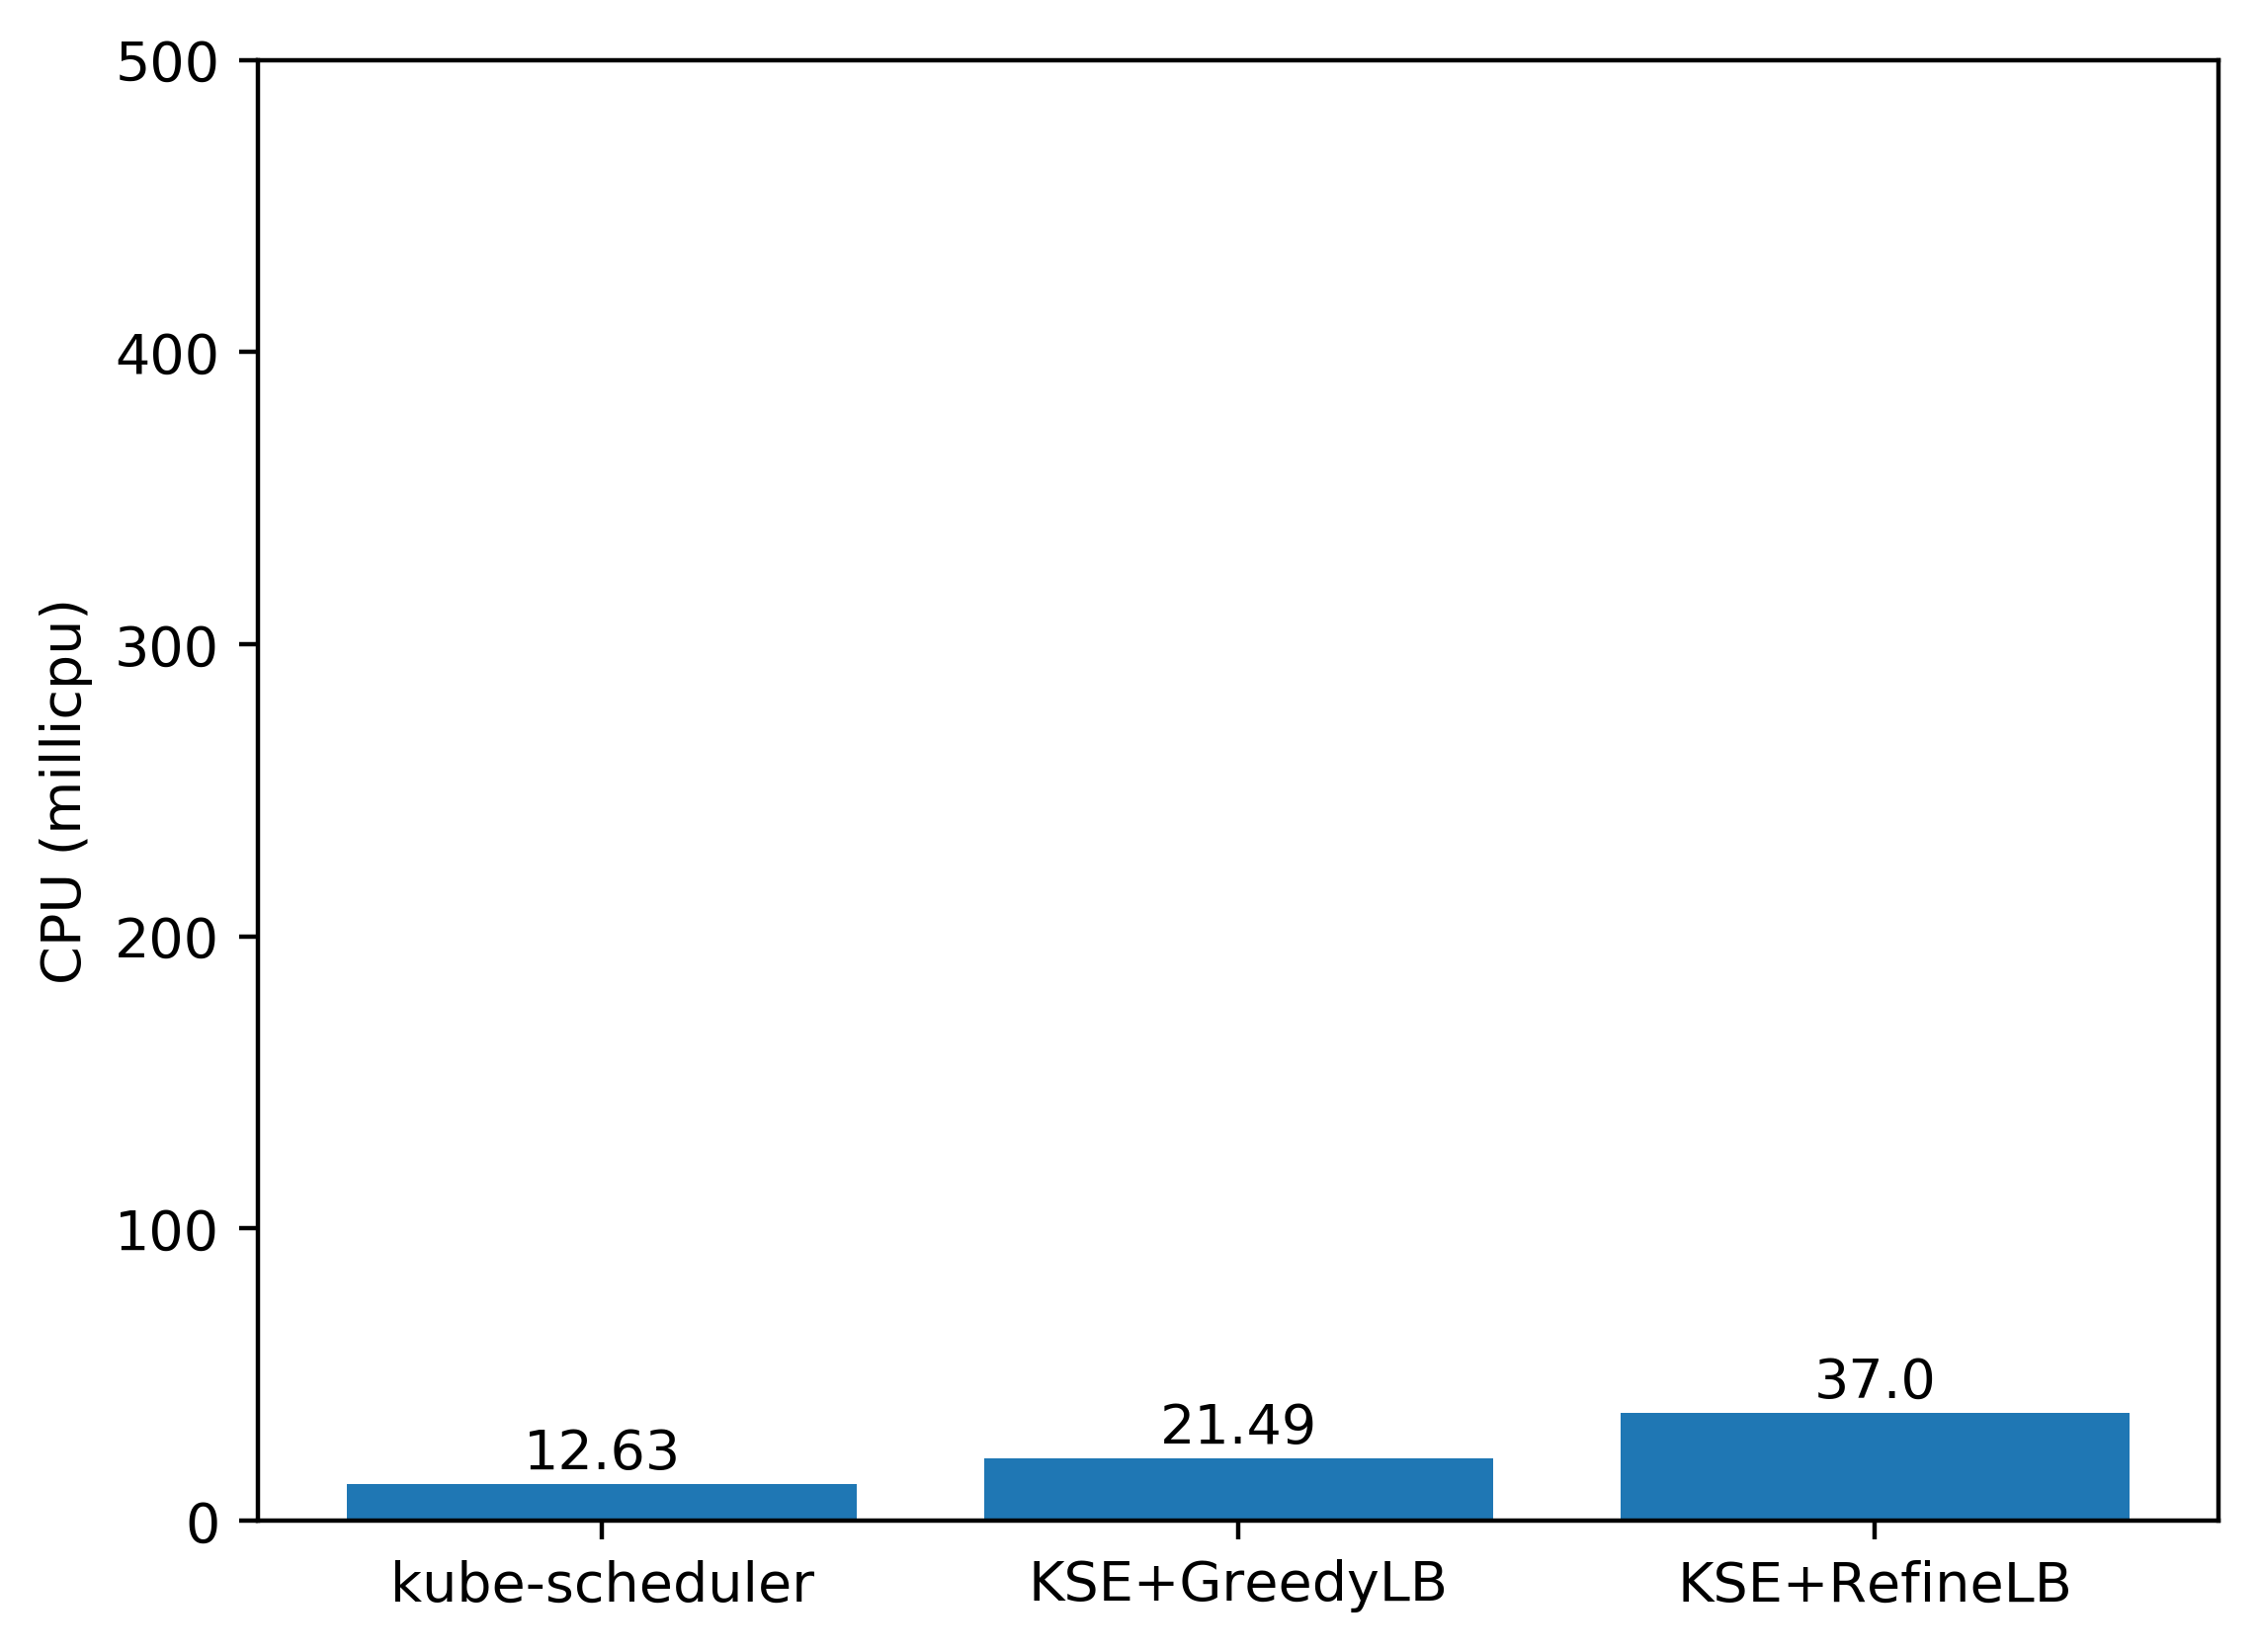 500
400
300
200
100
0
CPU (millicpu)
12.63
21.49
37.0
kube-scheduler
KSE+GreedyLB
KSE+RefineLB